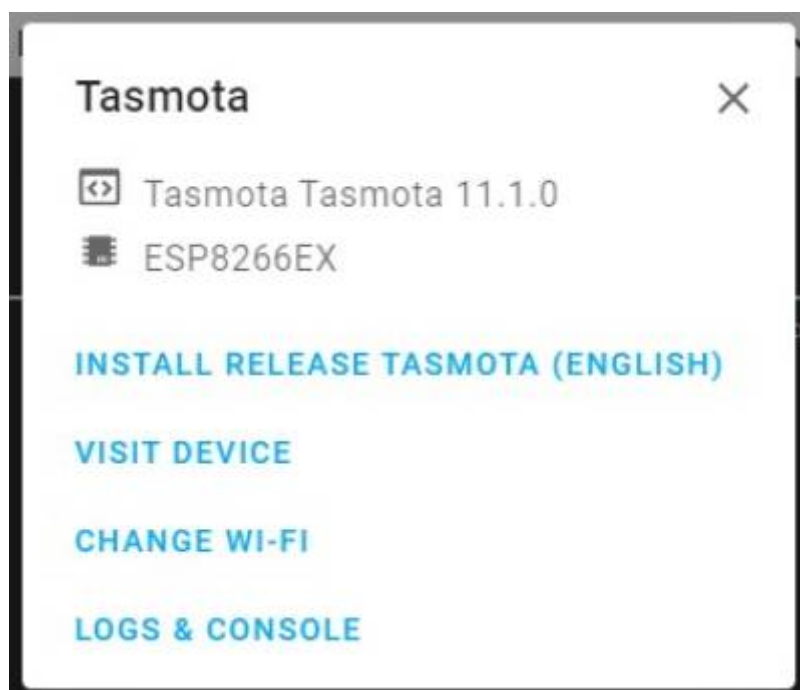 Tasmota
Tasmota Tasmota 11.1.0
ESP8266EX
INSTALL RELEASE TASMOTA (ENGLISH)
VISIT DEVICE
CHANGE WI-FI
LOGS & CONSOLE